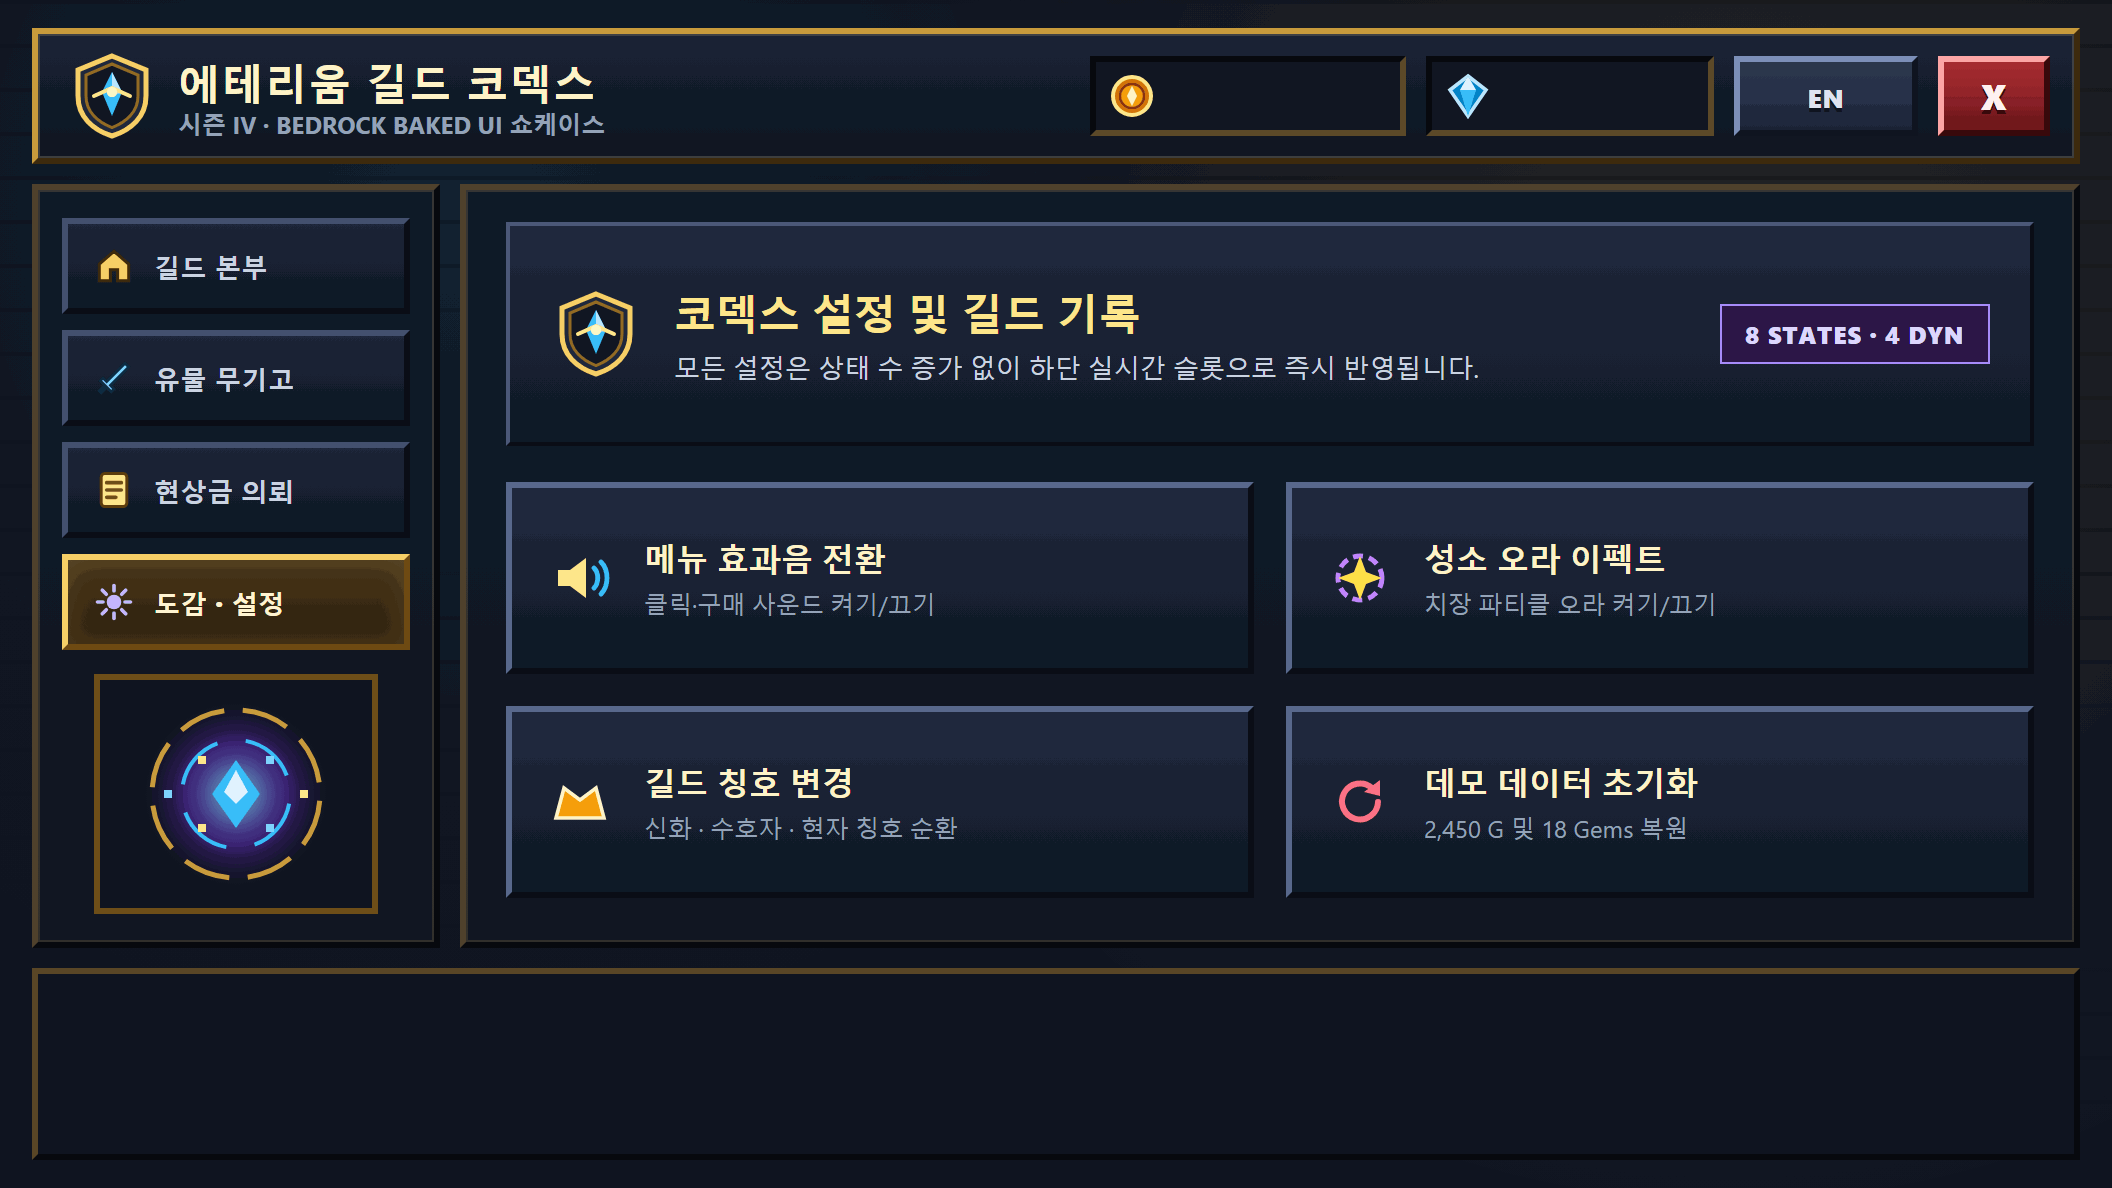 에테리움 길드 코덱스
시즌 IV · BEDROCK BAKED UI 쇼케이스
EN
X
길드 본부
유물 무기고
현상금 의뢰
도감 · 설정
코덱스 설정 및 길드 기록
모든 설정은 상태 수 증가 없이 하단 실시간 슬롯으로 즉시 반영됩니다.
8 STATES · 4 DYN
메뉴 효과음 전환
클릭·구매 사운드 켜기/끄기
성소 오라 이펙트
치장 파티클 오라 켜기/끄기
길드 칭호 변경
신화 · 수호자 · 현자 칭호 순환
데모 데이터 초기화
2,450 G 및 18 Gems 복원